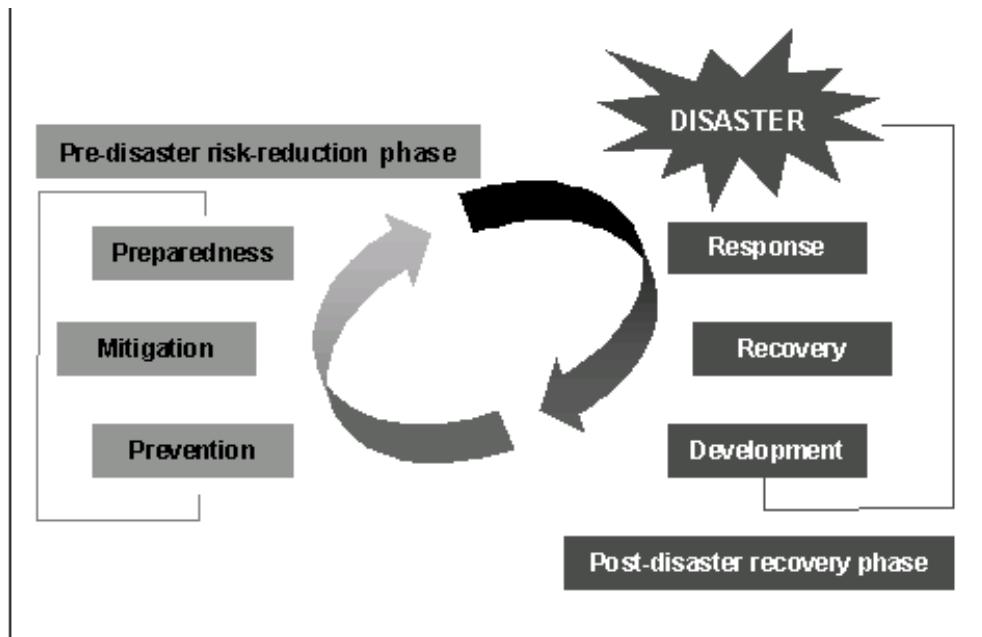 DISASTER
Pre-disaster risk-reduction phase
Preparedness
Response
Mitigation
Recovery
Prevention
Development
Post-disaster recovery phase